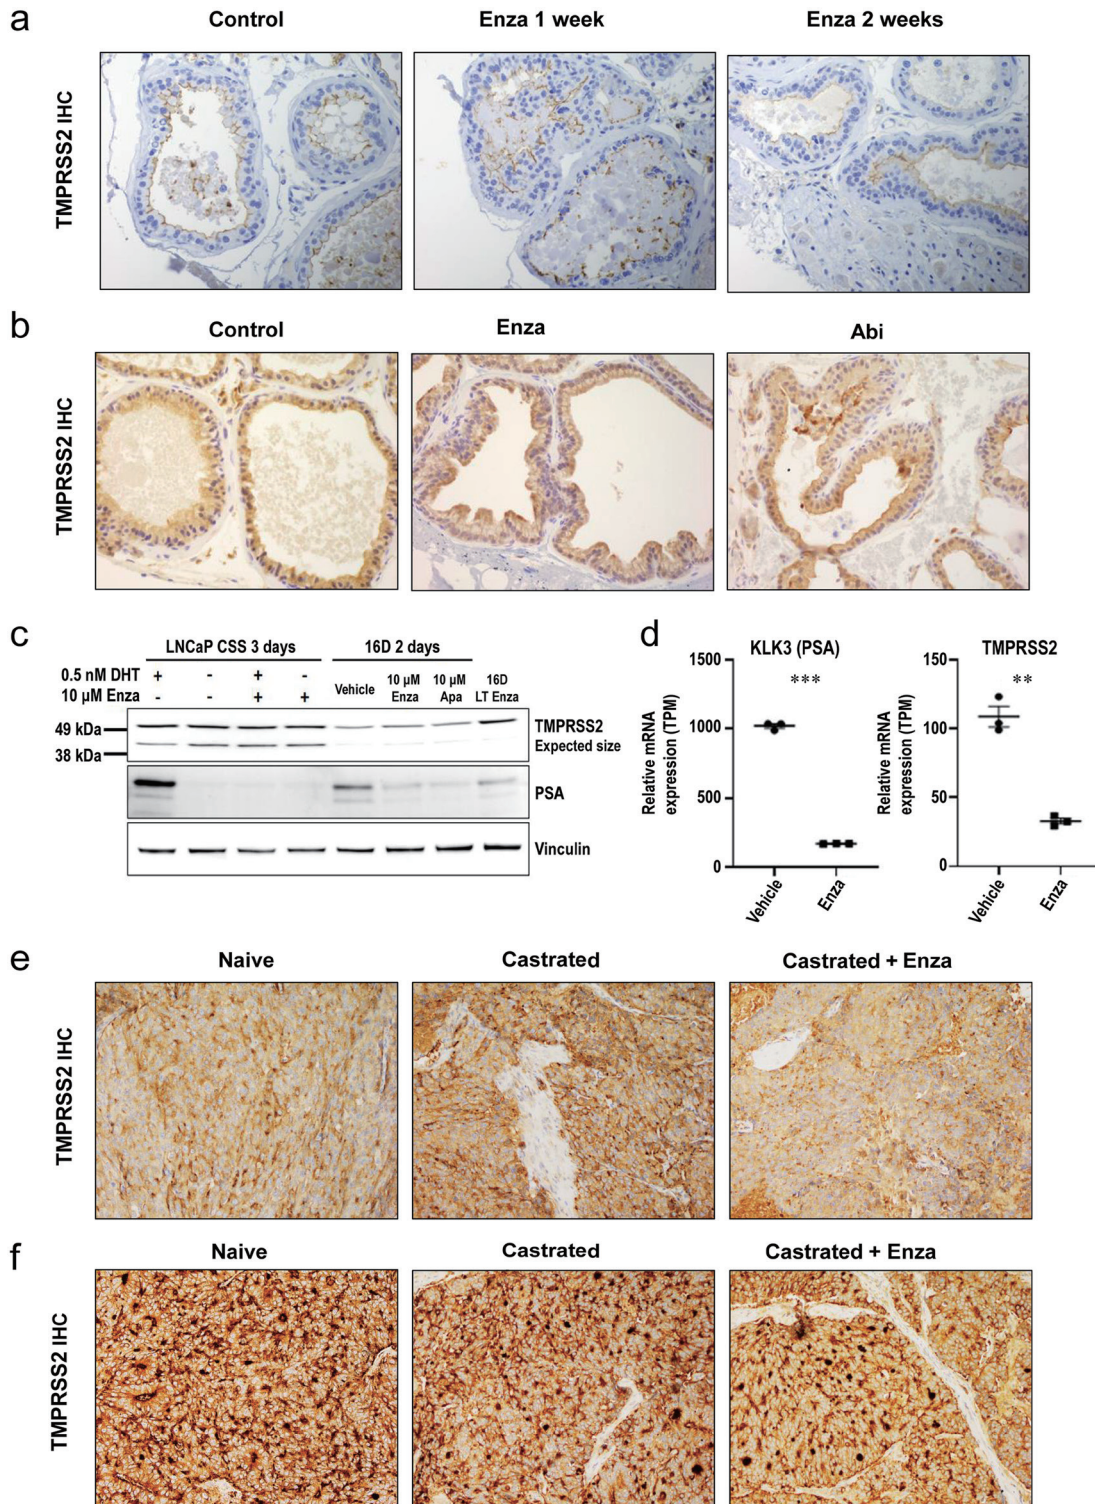 a
Control
Enza 1 week
Enza 2 weeks
TMPRSS2 IHC
b
Control
Enza
Abi
TMPRSS2 IHC
c
LNCaP CSS 3 days
16D 2 days
0.5 nM DHT + - + -
10 µM Enza - - + +
Vehicle
10 µM
Enza
10 µM
Apa
16D
LT Enza
49 kDa
38 kDa
TMPRSS2
Expected size
PSA
Vinculin
d
KLK3 (PSA)
Relative mRNA
expression (TPM)
1500
1000
500
0
***
Vehicle
Enza
TMPRSS2
Relative mRNA
expression (TPM)
150
100
50
0
**
Vehicle
Enza
e
Naive
Castrated
Castrated + Enza
TMPRSS2 IHC
f
Naive
Castrated
Castrated + Enza
TMPRSS2 IHC